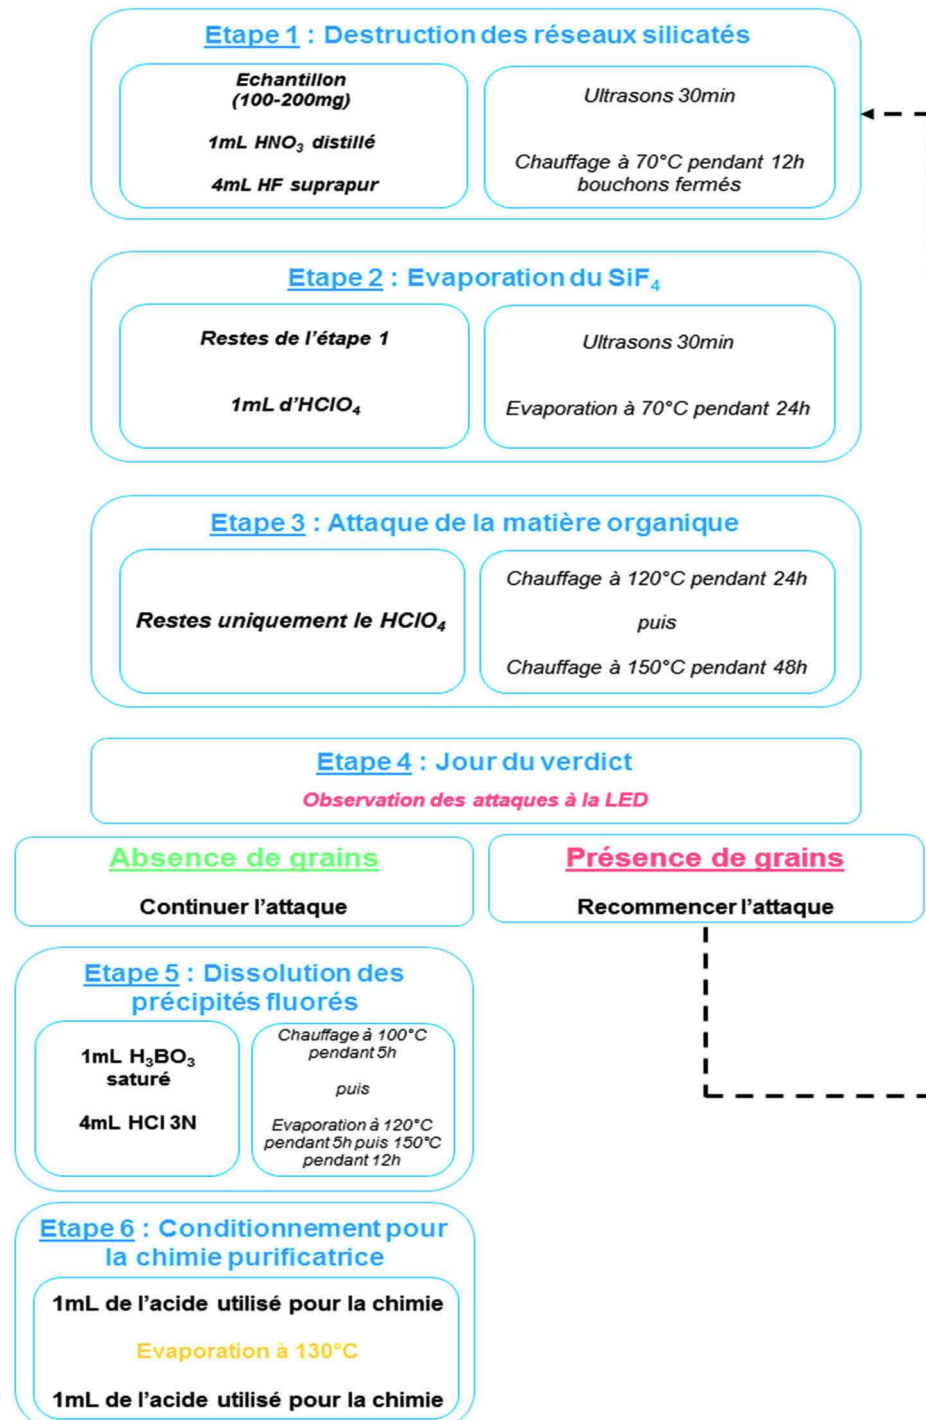 Etape 1 : Destruction des réseaux silicatés
Echantillon
(100-200mg)
1mL HNO₃ distillé
4mL HF suprapur
Ultrasons 30min
Chauffage à 70°C pendant 12h
bouchons fermés
Etape 2 : Evaporation du SiF₄
Restes de l'étape 1
1mL d'HClO₄
Ultrasons 30min
Evaporation à 70°C pendant 24h
Etape 3 : Attaque de la matière organique
Restes uniquement le HClO₄
Chauffage à 120°C pendant 24h
puis
Chauffage à 150°C pendant 48h
Etape 4 : Jour du verdict
Observation des attaques à la LED
Absence de grains
Continuer l'attaque
Présence de grains
Recommencer l'attaque
Etape 5 : Dissolution des
précipités fluorés
1mL H₃BO₃
saturé
4mL HCl 3N
Chauffage à 100°C
pendant 5h
puis
Evaporation à 120°C
pendant 5h puis 150°C
pendant 12h
Etape 6 : Conditionnement pour
la chimie purificatrice
1mL de l'acide utilisé pour la chimie
Evaporation à 130°C
1mL de l'acide utilisé pour la chimie